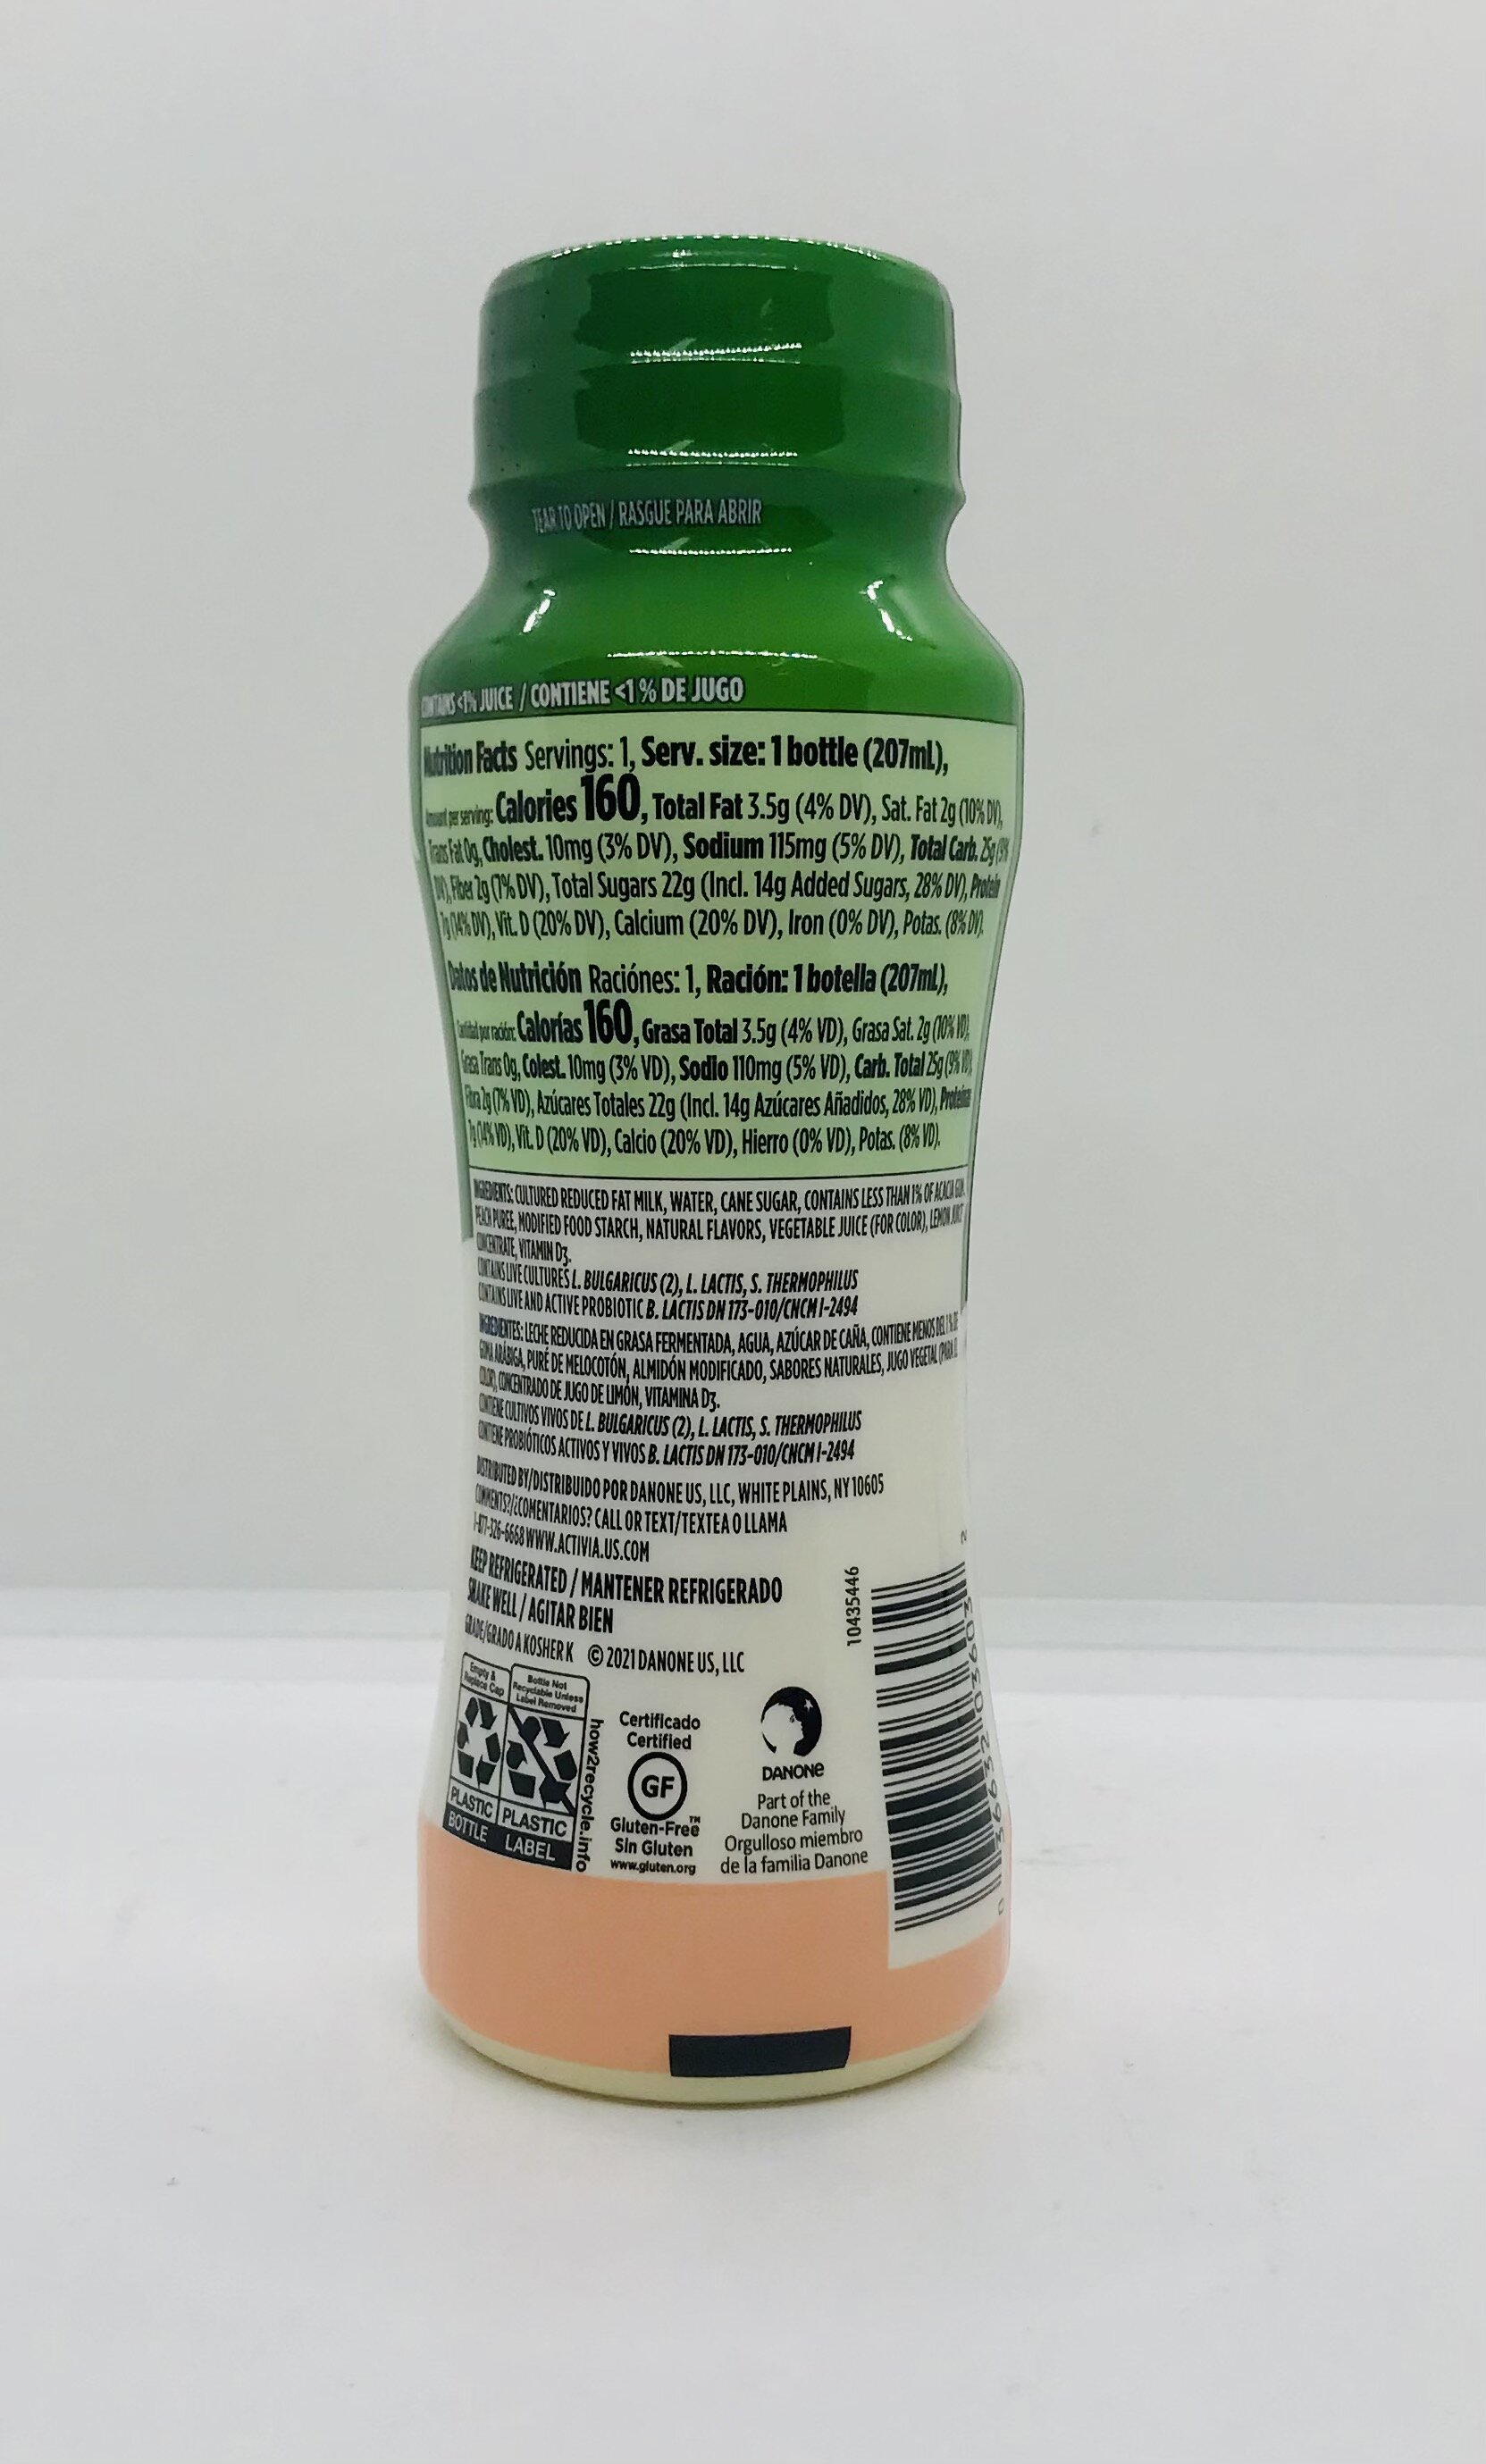 TEAR TO OPEN / RASGUE PARA ABRIR
CONTAINS <1% JUICE / CONTIENE <1% DE JUGO
Nutrition Facts Servings: 1, Serv. size: 1 bottle (207mL),
Amount per serving: Calories 160, Total Fat 3.5g (4% DV), Sat. Fat 2g (10% DV),
Trans Fat 0g, Cholest. 10mg (3% DV), Sodium 115mg (5% DV), Total Carb. 25g (9%
DV), Fiber 2g (7% DV), Total Sugars 22g (Incl. 14g Added Sugars, 28% DV), Protein
7g (14% DV), Vit. D (20% DV), Calcium (20% DV), Iron (0% DV), Potas. (8% DV).
Datos de Nutrición Raciónes: 1, Ración: 1 botella (207mL),
Cantidad por ración: Calorías 160, Grasa Total 3.5g (4% VD), Grasa Sat. 2g (10% VD),
Grasa Trans 0g, Colest. 10mg (3% VD), Sodio 110mg (5% VD), Carb. Total 25g (9% VD),
Fibra 2g (7% VD), Azúcares Totales 22g (Incl. 14g Azúcares Añadidos, 28% VD), Proteínas
7g (14% VD), Vit. D (20% VD), Calcio (20% VD), Hierro (0% VD), Potas. (8% VD).
INGREDIENTS: CULTURED REDUCED FAT MILK, WATER, CANE SUGAR, CONTAINS LESS THAN 1% OF ACACIA GUM,
PEACH PUREE, MODIFIED FOOD STARCH, NATURAL FLAVORS, VEGETABLE JUICE (FOR COLOR), LEMON JUICE
CONCENTRATE, VITAMIN D3.
CONTAINS LIVE CULTURES L. BULGARICUS (2), L. LACTIS, S. THERMOPHILUS
CONTAINS LIVE AND ACTIVE PROBIOTIC B. LACTIS DN 173-010/CNCM I-2494
INGREDIENTES: LECHE REDUCIDA EN GRASA FERMENTADA, AGUA, AZÚCAR DE CAÑA, CONTIENE MENOS DEL 1% DE
GOMA ARÁBIGA, PURÉ DE MELOCOTÓN, ALMIDÓN MODIFICADO, SABORES NATURALES, JUGO VEGETAL (PARA EL
COLOR), CONCENTRADO DE JUGO DE LIMÓN, VITAMINA D3.
CONTIENE CULTIVOS VIVOS DE L. BULGARICUS (2), L. LACTIS, S. THERMOPHILUS
CONTIENE PROBIÓTICOS ACTIVOS Y VIVOS B. LACTIS DN 173-010/CNCM I-2494
DISTRIBUTED BY/DISTRIBUIDO POR DANONE US, LLC, WHITE PLAINS, NY 10605
COMMENTS?/¿COMENTARIOS? CALL OR TEXT/TEXTEA O LLAMA
1-877-326-6668 WWW.ACTIVIA.US.COM
KEEP REFRIGERATED / MANTENER REFRIGERADO
SHAKE WELL / AGITAR BIEN
GRADE/GRADO A KOSHER K © 2021 DANONE US, LLC
10435446
Empty &
Replace Cap
Bottle Not
Recyclable Unless
Label Removed
PLASTIC
BOTTLE
PLASTIC
LABEL
how2recycle.info
Certificado
Certified
GF
Gluten-Free™
Sin Gluten
www.gluten.org
DANONE
Part of the
Danone Family
Orgulloso miembro
de la familia Danone
0 36632 03603 2